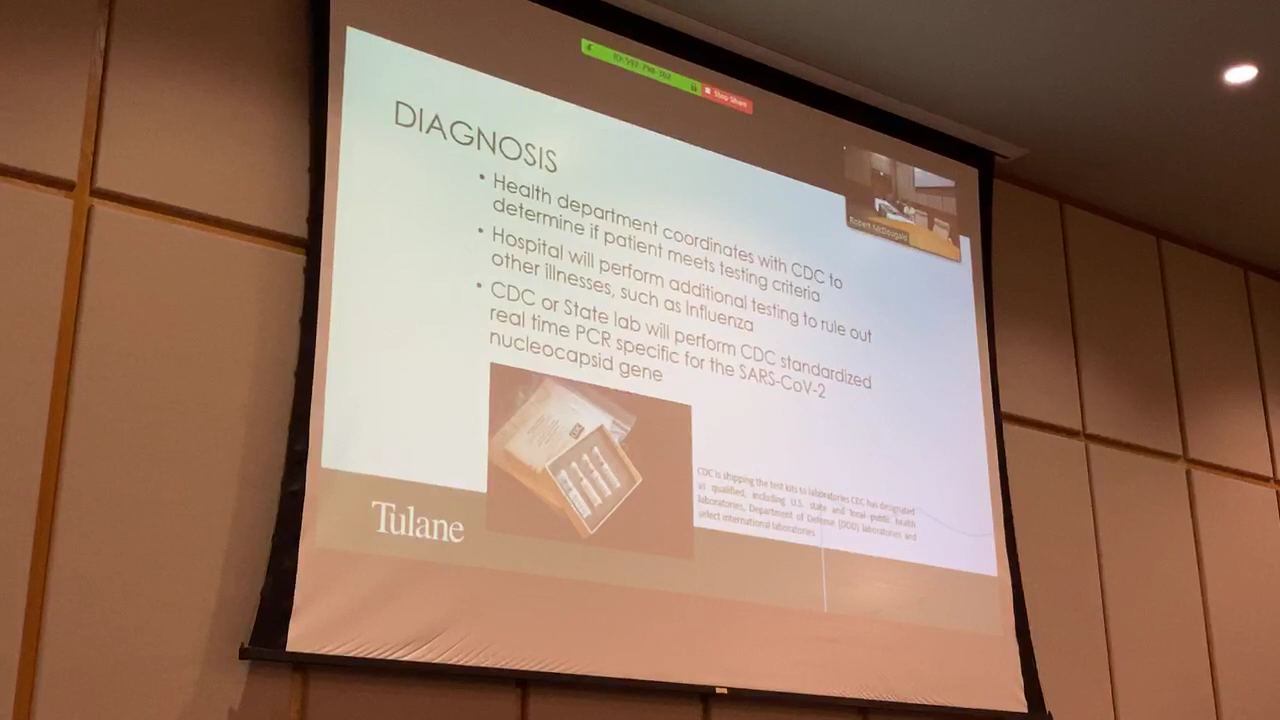 Stop Share
DIAGNOSIS
• Health department coordinates with CDC to
determine if patient meets testing criteria
• Hospital will perform additional testing to rule out
other illnesses, such as Influenza
• CDC or State lab will perform CDC standardized
real time PCR specific for the SARS-CoV-2
nucleocapsid gene
Robert McDougald
CDC is shipping the test kits to laboratories CDC has designated
as qualified, including U.S. state and local public health
laboratories, Department of Defense (DOD) laboratories and
select international laboratories
Tulane